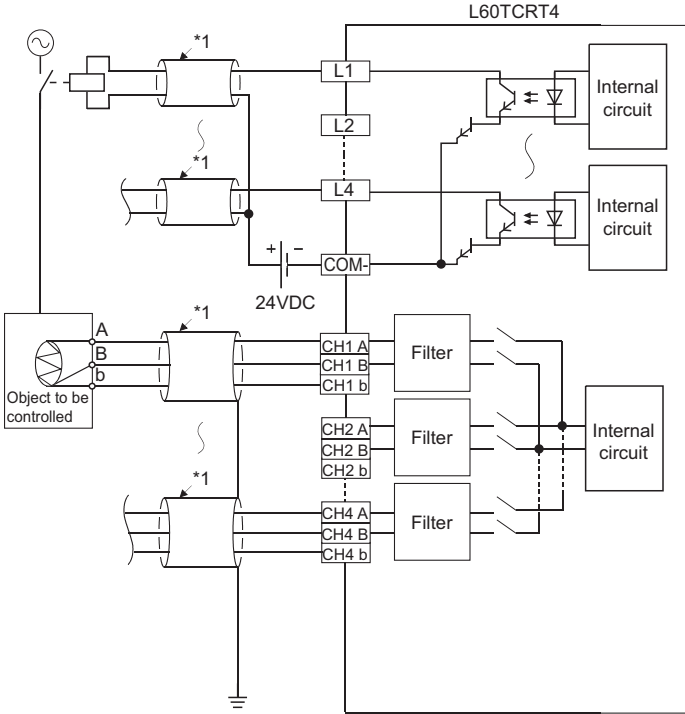 L60TCRT4
*1
L1
Internal
circuit
L2
*1
L4
Internal
circuit
+ −
COM-
24VDC
*1
A
B
b
Object to be
controlled
CH1 A
CH1 B
CH1 b
Filter
CH2 A
CH2 B
CH2 b
Filter
Internal
circuit
*1
CH4 A
CH4 B
CH4 b
Filter